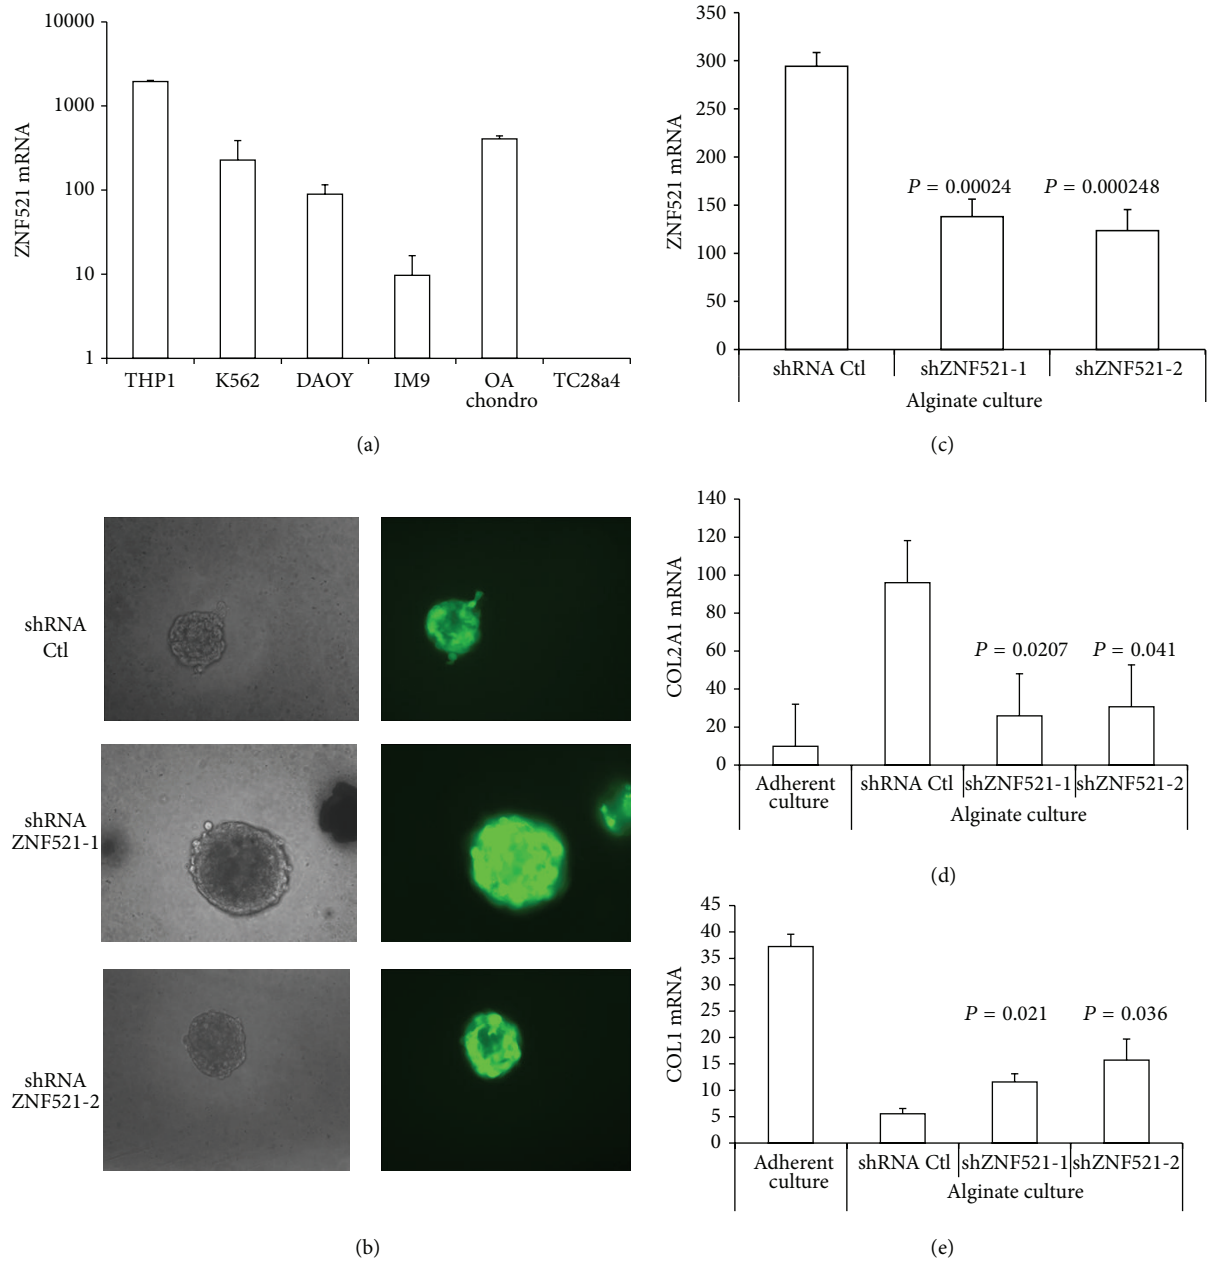 10000
1000
100
10
1
ZNF521 mRNA
THP1 K562 DAOY IM9 OA chondro TC28a4
(a)
350
300
250
200
150
100
50
0
ZNF521 mRNA
P = 0.00024 P = 0.000248
shRNA Ctl shZNF521-1 shZNF521-2
Alginate culture
(c)
shRNA
Ctl
shRNA
ZNF521-1
shRNA
ZNF521-2
(b)
140
120
100
80
60
40
20
0
COL2A1 mRNA
P = 0.0207 P = 0.041
Adherent culture shRNA Ctl shZNF521-1 shZNF521-2
Alginate culture
(d)
45
40
35
30
25
20
15
10
5
0
COL1 mRNA
P = 0.021 P = 0.036
Adherent culture shRNA Ctl shZNF521-1 shZNF521-2
Alginate culture
(e)